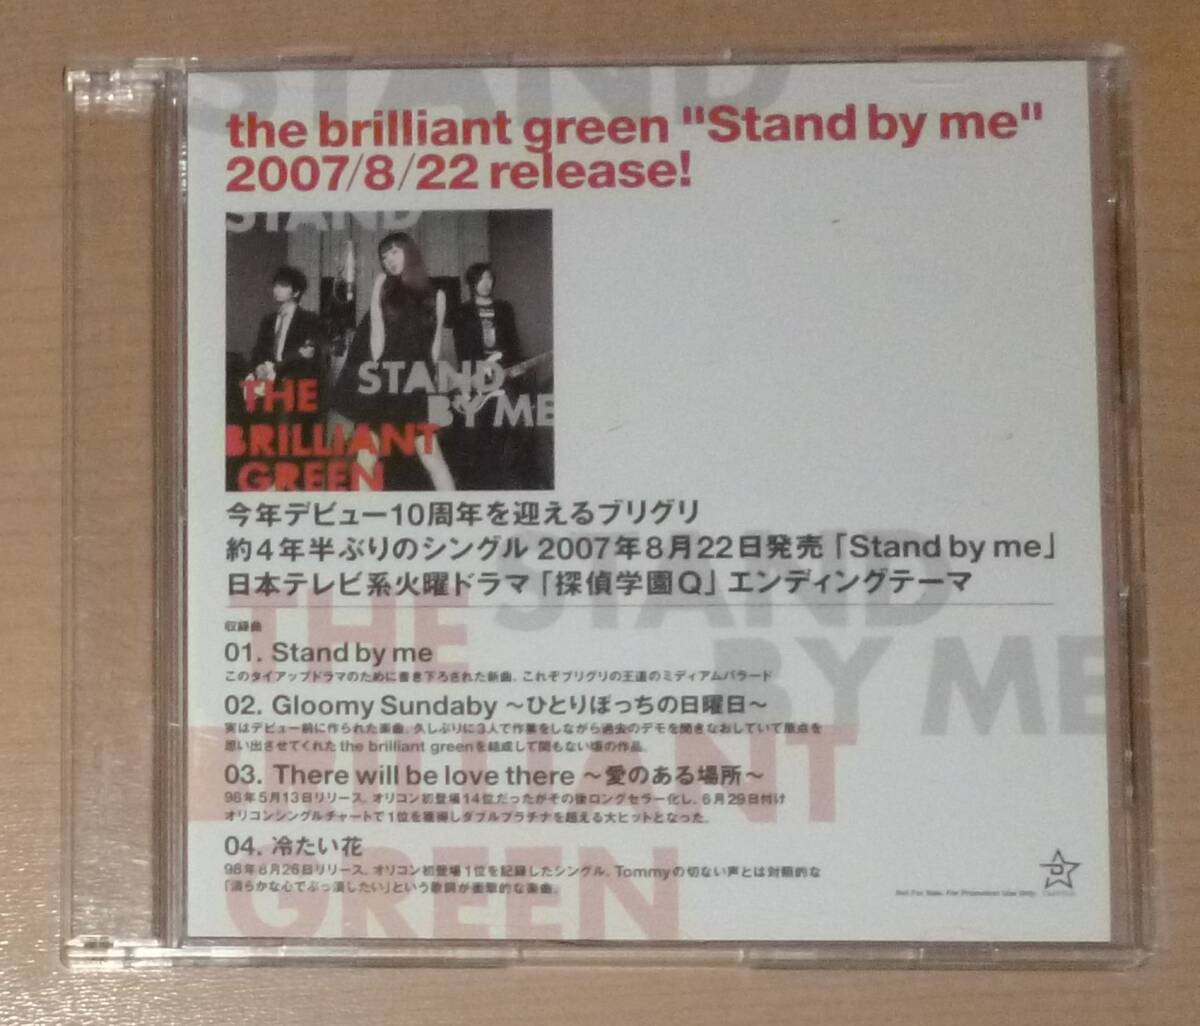 STAND
the brilliant green "Stand by me"
2007/8/22 release!
STAND
STAND
BY ME
THE
BRILLIANT
GREEN
今年デビュー10周年を迎えるブリグリ
約4年半ぶりのシングル 2007年8月22日発売「Stand by me」
日本テレビ系火曜ドラマ「探偵学園Q」エンディングテーマ
STAND
BY ME
THE
BRILLIANT
GREEN
収録曲
01. Stand by me
このタイアップドラマのために書き下ろされた新曲。これぞブリグリの王道のミディアムバラード
02. Gloomy Sundaby 〜ひとりぼっちの日曜日〜
実はデビュー前に作られた楽曲。久しぶりに3人で作業をしながら過去のデモを聞きなおしていて原点を
思い出させてくれた the brilliant greenを結成して間もない頃の作品。
03. There will be love there 〜愛のある場所〜
98年5月13日リリース。オリコン初登場14位だったがその後ロングセラー化し、6月29日付け
オリコンシングルチャートで1位を獲得しダブルプラチナを超える大ヒットとなった。
04. 冷たい花
98年8月26日リリース。オリコン初登場1位を記録したシングル。Tommyの切ない声とは対照的な
「清らかな心でぶっ潰したい」という歌詞が衝撃的な楽曲。
Not For Sale. For Promotion Use Only.